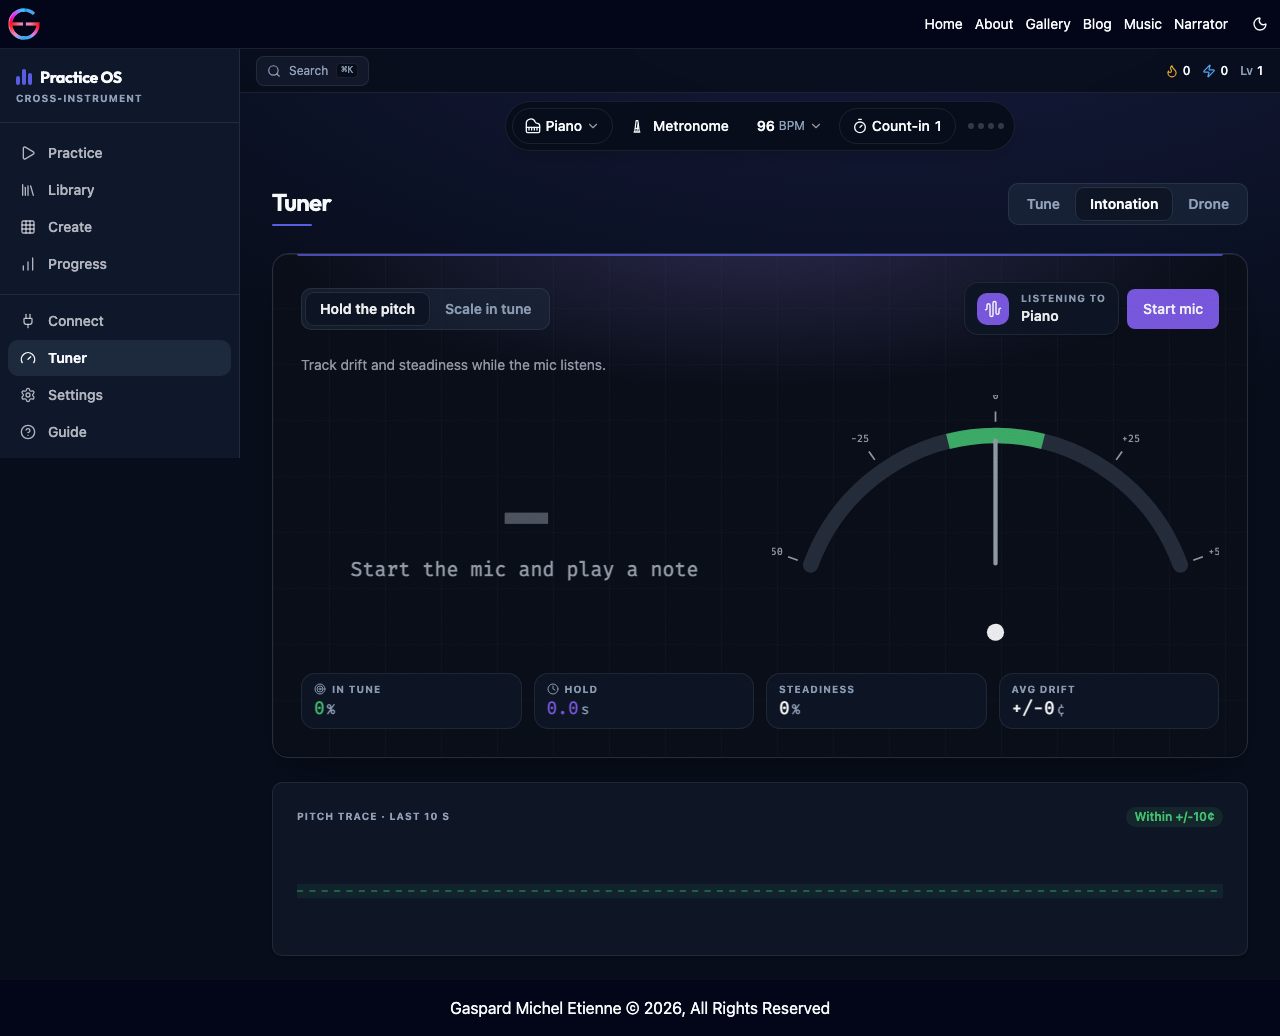 Home About Gallery Blog Music Narrator
Practice OS
CROSS-INSTRUMENT
Search ⌘K
0 0 Lv 1
Piano Metronome 96 BPM Count-in 1
Practice
Library
Create
Progress
Connect
Tuner
Settings
Guide
Tuner
Tune Intonation Drone
Hold the pitch Scale in tune
LISTENING TO
Piano
Start mic
Track drift and steadiness while the mic listens.
0
-25 +25
50 +5
Start the mic and play a note
IN TUNE
0%
HOLD
0.0s
STEADINESS
0%
AVG DRIFT
+/-0¢
PITCH TRACE · LAST 10 S
Within +/-10¢
Gaspard Michel Etienne © 2026, All Rights Reserved